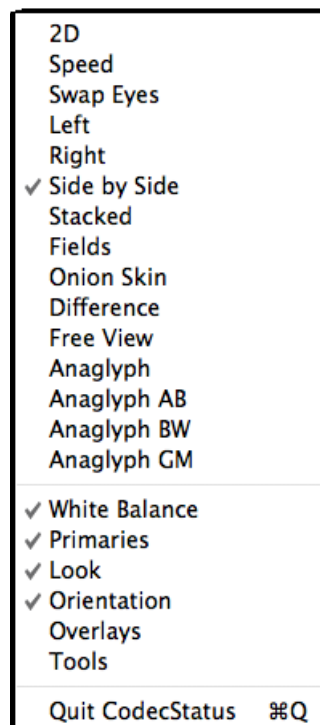 2D
Speed
Swap Eyes
Left
Right
✓ Side by Side
Stacked
Fields
Onion Skin
Difference
Free View
Anaglyph
Anaglyph AB
Anaglyph BW
Anaglyph GM
✓ White Balance
✓ Primaries
✓ Look
✓ Orientation
Overlays
Tools
Quit CodecStatus ⌘Q